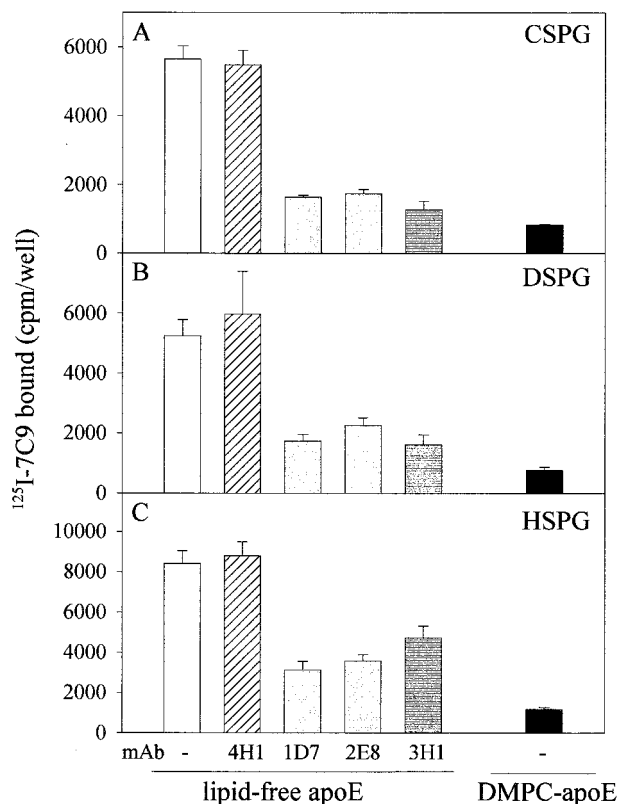 A CSPG
6000
4000
2000
0
B DSPG
6000
4000
2000
0
C HSPG
10000
8000
6000
4000
2000
0
¹²⁵I-7C9 bound (cpm/well)
mAb - 4H1 1D7 2E8 3H1 -
lipid-free apoE DMPC-apoE